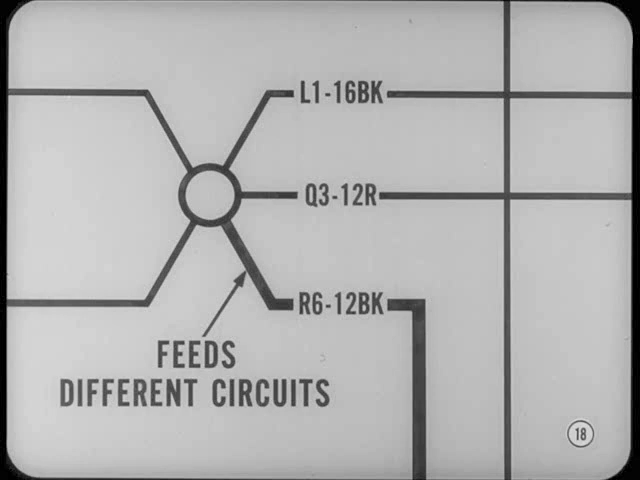 L1-16BK
Q3-12R
R6-12BK
FEEDS
DIFFERENT CIRCUITS
18